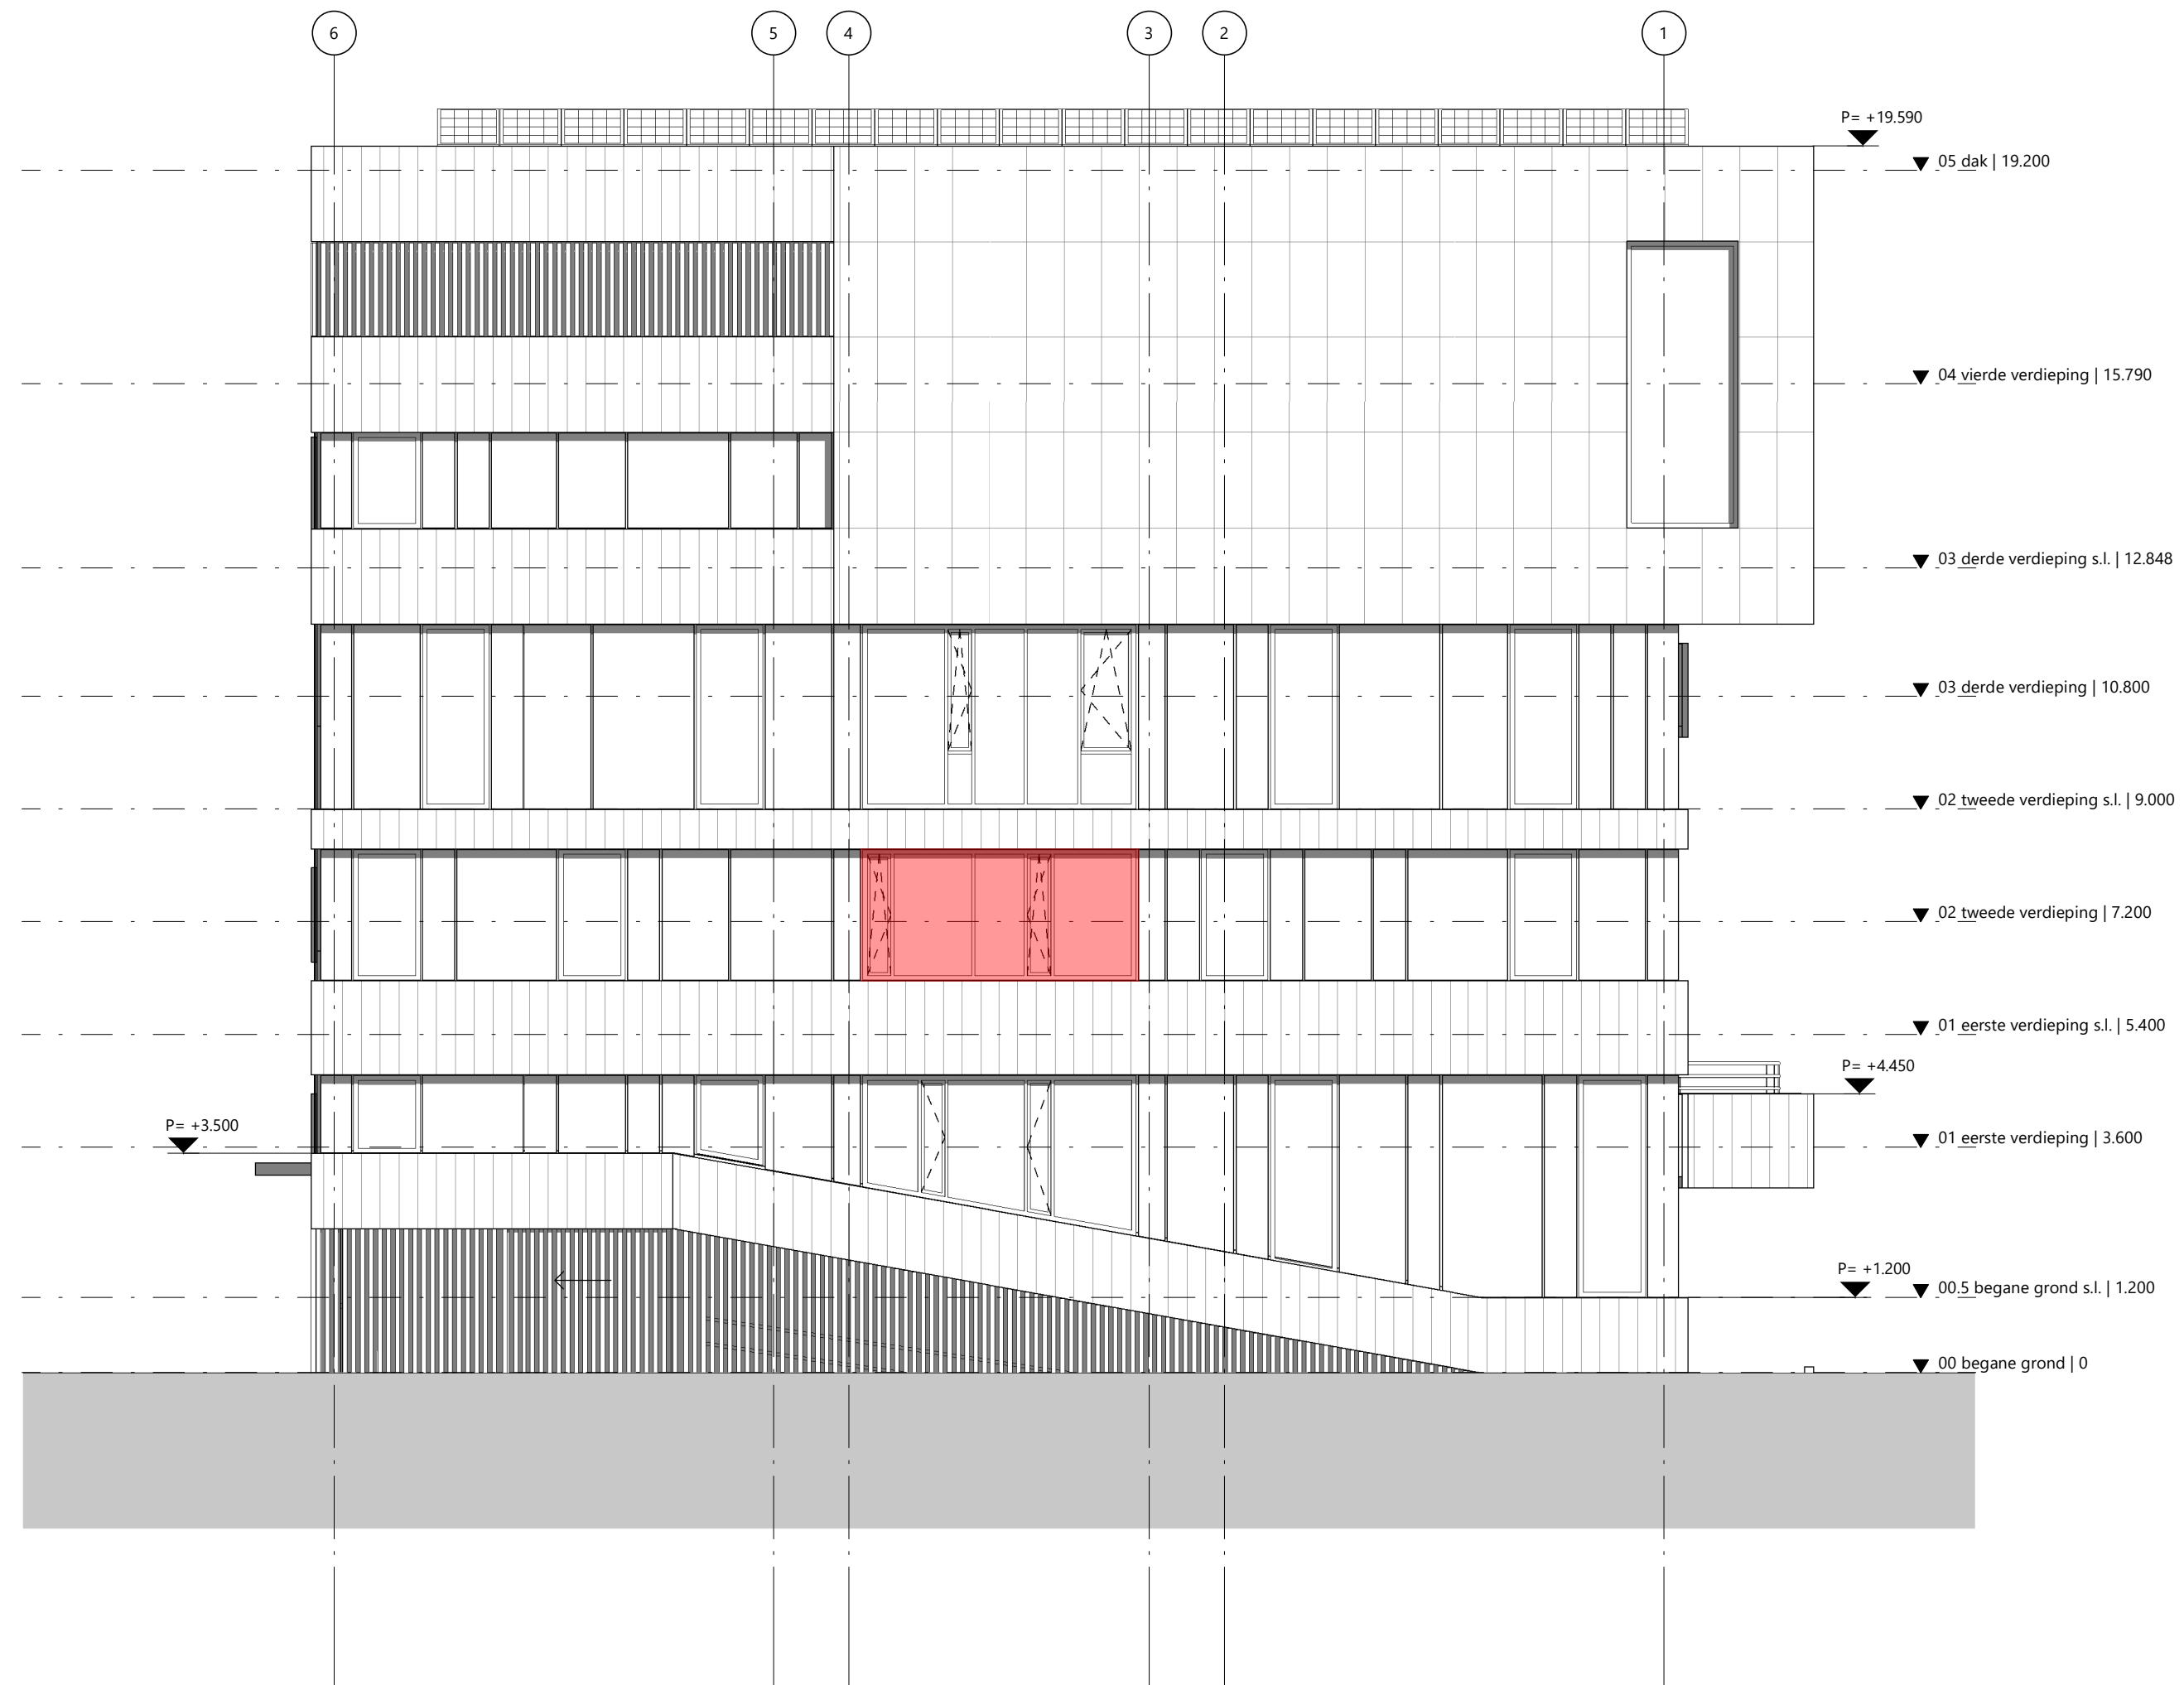 6 5 4 3 2 1
P= +19.590
05 dak | 19.200
04 vierde verdieping | 15.790
03 derde verdieping s.l. | 12.848
03 derde verdieping | 10.800
02 tweede verdieping s.l. | 9.000
02 tweede verdieping | 7.200
01 eerste verdieping s.l. | 5.400
P= +4.450
P= +3.500
01 eerste verdieping | 3.600
P= +1.200
00.5 begane grond s.l. | 1.200
00 begane grond | 0